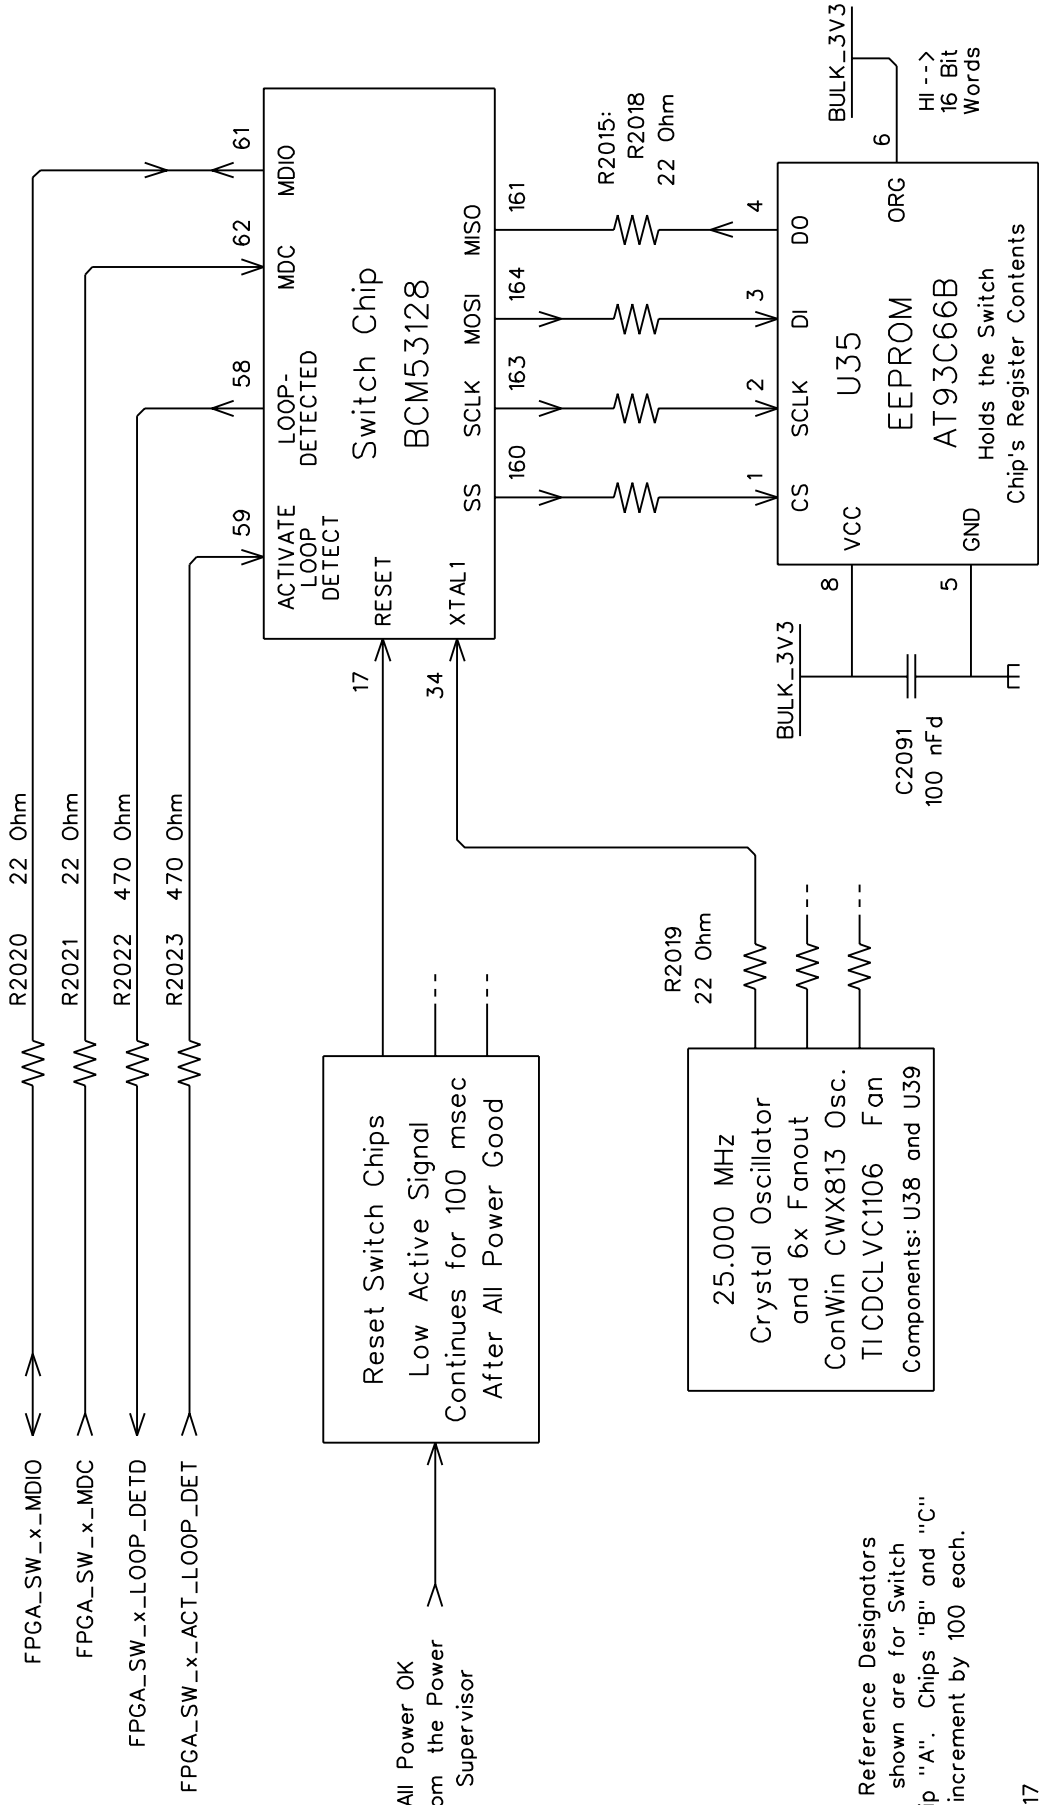 FPGA_SW_x_MDIO
R2020 22 Ohm
FPGA_SW_x_MDC
R2021 22 Ohm
FPGA_SW_x_LOOP_DETD
R2022 470 Ohm
FPGA_SW_x_ACT_LOOP_DET
R2023 470 Ohm
59
58
62
61
ACTIVATE
LOOP
DETECT
LOOP-
DETECTED
MDC
MDIO
Switch Chip
BCM53128
RESET
XTAL1
17
34
SS
SCLK
MOSI
MISO
160
163
164
161
R2015:
R2018
22 Ohm
All Power OK
the Power
Supervisor
Reset Switch Chips
Low Active Signal
Continues for 100 msec
After All Power Good
R2019
22 Ohm
25.000 MHz
Crystal Oscillator
and 6x Fanout
ConWin CWX813 Osc.
TICDCLVC1106 Fan
Components: U38 and U39
BULK_3V3
C2091
100 nFd
8
5
1
2
3
4
6
CS
SCLK
DI
DO
VCC
GND
ORG
U35
EEPROM
AT93C66B
Holds the Switch
Chip's Register Contents
BULK_3V3
HI-->
16 Bit
Words
Reference Designators
shown are for Switch
"A". Chips "B" and "C"
increment by 100 each.
17